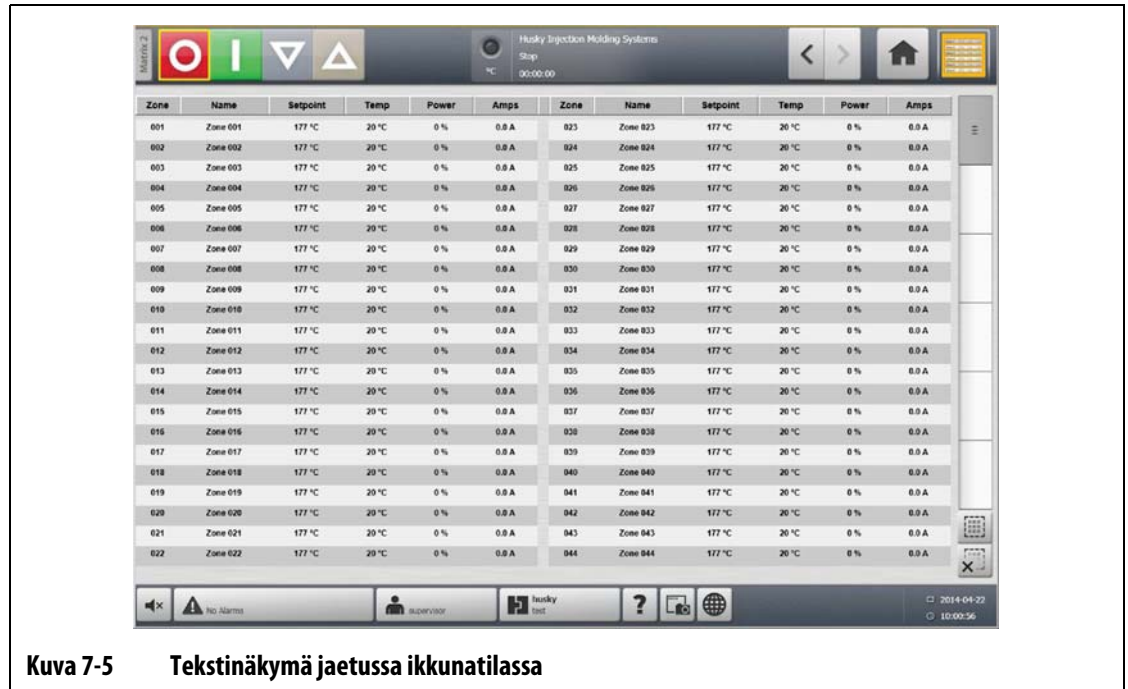 Matrix 2
Husky Injection Molding Systems
Stop
°C 00:00:00
Zone Name Setpoint Temp Power Amps Zone Name Setpoint Temp Power Amps
001 Zone 001 177 °C 20 °C 0 % 0.0 A 023 Zone 023 177 °C 20 °C 0 % 0.0 A
002 Zone 002 177 °C 20 °C 0 % 0.0 A 024 Zone 024 177 °C 20 °C 0 % 0.0 A
003 Zone 003 177 °C 20 °C 0 % 0.0 A 025 Zone 025 177 °C 20 °C 0 % 0.0 A
004 Zone 004 177 °C 20 °C 0 % 0.0 A 026 Zone 026 177 °C 20 °C 0 % 0.0 A
005 Zone 005 177 °C 20 °C 0 % 0.0 A 027 Zone 027 177 °C 20 °C 0 % 0.0 A
006 Zone 006 177 °C 20 °C 0 % 0.0 A 028 Zone 028 177 °C 20 °C 0 % 0.0 A
007 Zone 007 177 °C 20 °C 0 % 0.0 A 029 Zone 029 177 °C 20 °C 0 % 0.0 A
008 Zone 008 177 °C 20 °C 0 % 0.0 A 030 Zone 030 177 °C 20 °C 0 % 0.0 A
009 Zone 009 177 °C 20 °C 0 % 0.0 A 031 Zone 031 177 °C 20 °C 0 % 0.0 A
010 Zone 010 177 °C 20 °C 0 % 0.0 A 032 Zone 032 177 °C 20 °C 0 % 0.0 A
011 Zone 011 177 °C 20 °C 0 % 0.0 A 033 Zone 033 177 °C 20 °C 0 % 0.0 A
012 Zone 012 177 °C 20 °C 0 % 0.0 A 034 Zone 034 177 °C 20 °C 0 % 0.0 A
013 Zone 013 177 °C 20 °C 0 % 0.0 A 035 Zone 035 177 °C 20 °C 0 % 0.0 A
014 Zone 014 177 °C 20 °C 0 % 0.0 A 036 Zone 036 177 °C 20 °C 0 % 0.0 A
015 Zone 015 177 °C 20 °C 0 % 0.0 A 037 Zone 037 177 °C 20 °C 0 % 0.0 A
016 Zone 016 177 °C 20 °C 0 % 0.0 A 038 Zone 038 177 °C 20 °C 0 % 0.0 A
017 Zone 017 177 °C 20 °C 0 % 0.0 A 039 Zone 039 177 °C 20 °C 0 % 0.0 A
018 Zone 018 177 °C 20 °C 0 % 0.0 A 040 Zone 040 177 °C 20 °C 0 % 0.0 A
019 Zone 019 177 °C 20 °C 0 % 0.0 A 041 Zone 041 177 °C 20 °C 0 % 0.0 A
020 Zone 020 177 °C 20 °C 0 % 0.0 A 042 Zone 042 177 °C 20 °C 0 % 0.0 A
021 Zone 021 177 °C 20 °C 0 % 0.0 A 043 Zone 043 177 °C 20 °C 0 % 0.0 A
022 Zone 022 177 °C 20 °C 0 % 0.0 A 044 Zone 044 177 °C 20 °C 0 % 0.0 A
No Alarms
supervisor
husky
test
?
2014-04-22
10:00:56
Kuva 7-5 Tekstinäkymä jaetussa ikkunatilassa